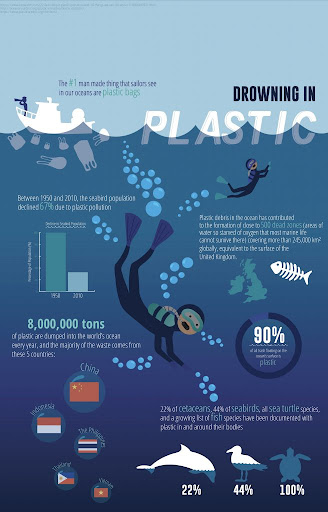 The #1 man made thing that sailors see
in our oceans are plastic bags
DROWNING IN
PLASTIC
Between 1950 and 2010, the seabird population
declined 67% due to plastic pollution
1950
2010
Plastic debris in the ocean has contributed
to the formation of close to 500 dead zones (areas
of water so starved of oxygen that most marine life
cannot survive there) covering more than 245,000 km²
globally, equivalent to the surface of the
United Kingdom.
8,000,000 tons
of plastic are dumped into the world's ocean
every year, and the majority of the waste comes from
these 5 countries:
China
Indonesia
The Philippines
Thailand
Vietnam
90%
of all trash floating on the
ocean's surface is
plastic
22% of cetaceans, 44% of seabirds, all sea turtle species,
and a growing list of fish species have been documented with
plastic in and around their bodies
22%
44%
100%